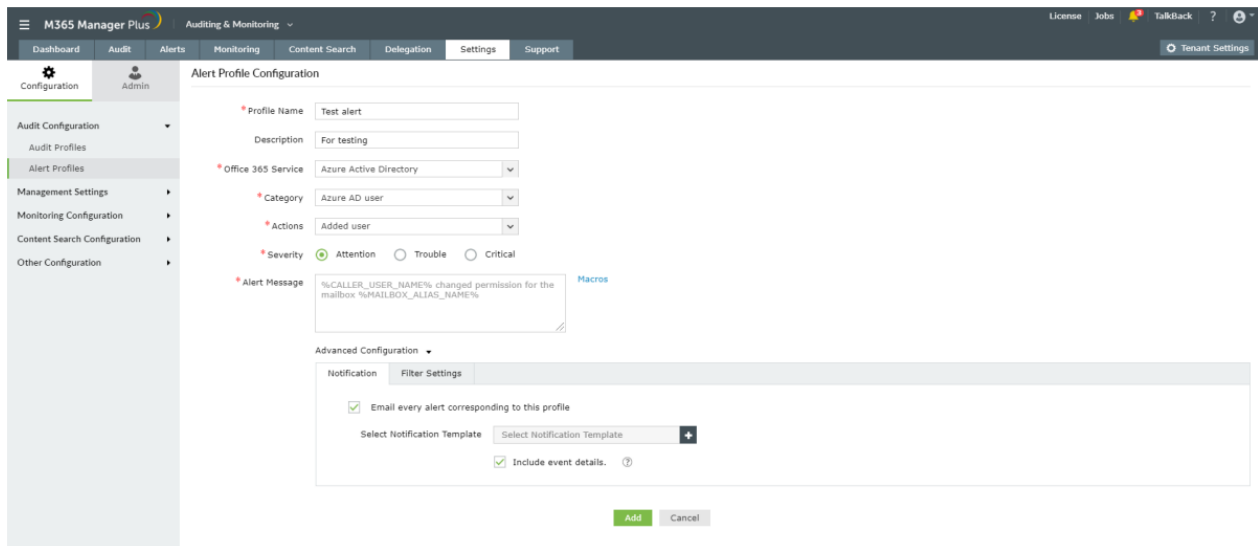 M365 Manager Plus Auditing & Monitoring License Jobs 3 TalkBack ?
Dashboard Audit Alerts Monitoring Content Search Delegation Settings Support Tenant Settings
Configuration Admin
Alert Profile Configuration
* Profile Name Test alert
Audit Configuration
Description For testing
Audit Profiles
Alert Profiles
* Office 365 Service Azure Active Directory
Management Settings
* Category Azure AD user
Monitoring Configuration
* Actions Added user
Content Search Configuration
* Severity Attention Trouble Critical
Other Configuration
* Alert Message %CALLER_USER_NAME% changed permission for the Macros
mailbox %MAILBOX_ALIAS_NAME%
Advanced Configuration
Notification Filter Settings
Email every alert corresponding to this profile
Select Notification Template Select Notification Template +
Include event details. ?
Add Cancel